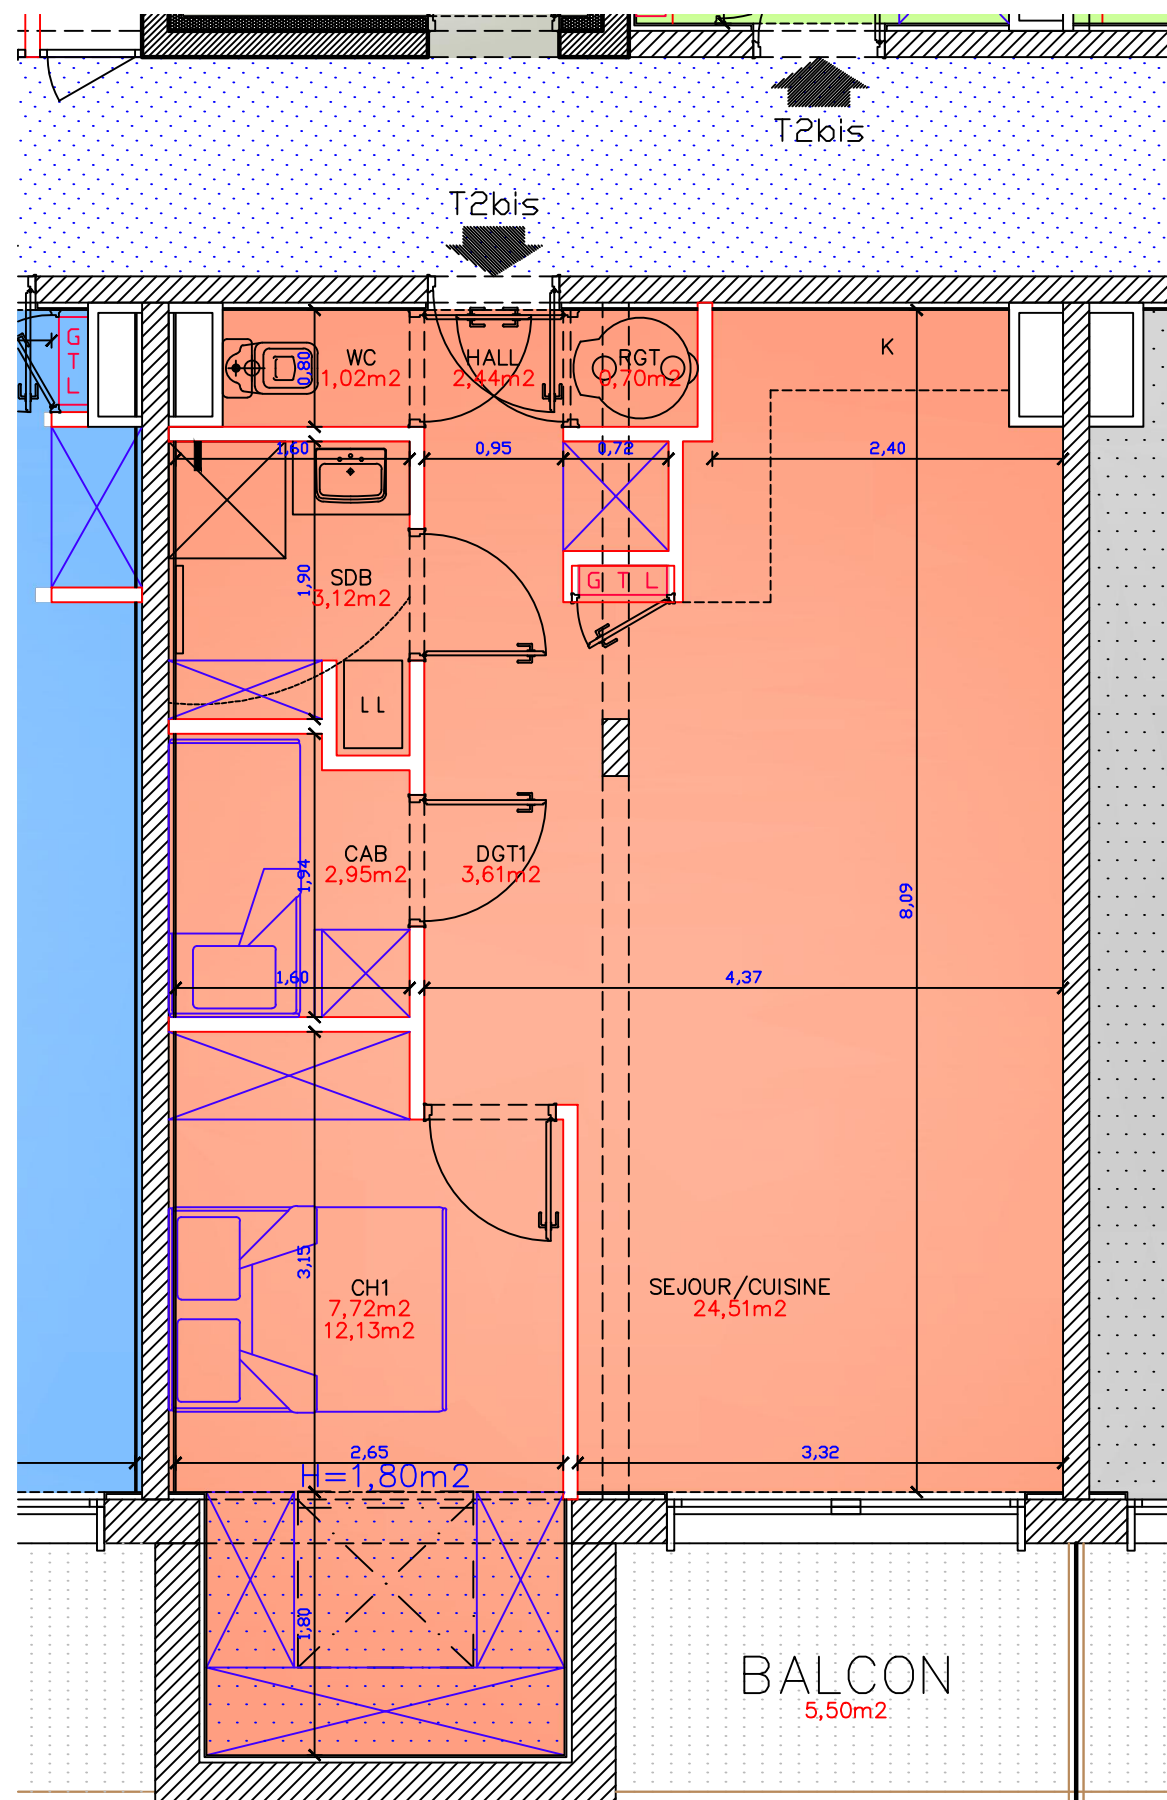 T2bis
T2bis
G
T
L
WC
1,02m2
0,80
HALL
2,44m2
RGT
0,70m2
K
1,60
0,95
0,72
2,40
SDB
3,12m2
1,90
G T L
L L
CAB
2,95m2
1,94
DGT1
3,61m2
8,09
1,60
4,37
3,15
CH1
7,72m2
12,13m2
SEJOUR/CUISINE
24,51m2
2,65
3,32
H=1,80m2
1,80
BALCON
5,50m2